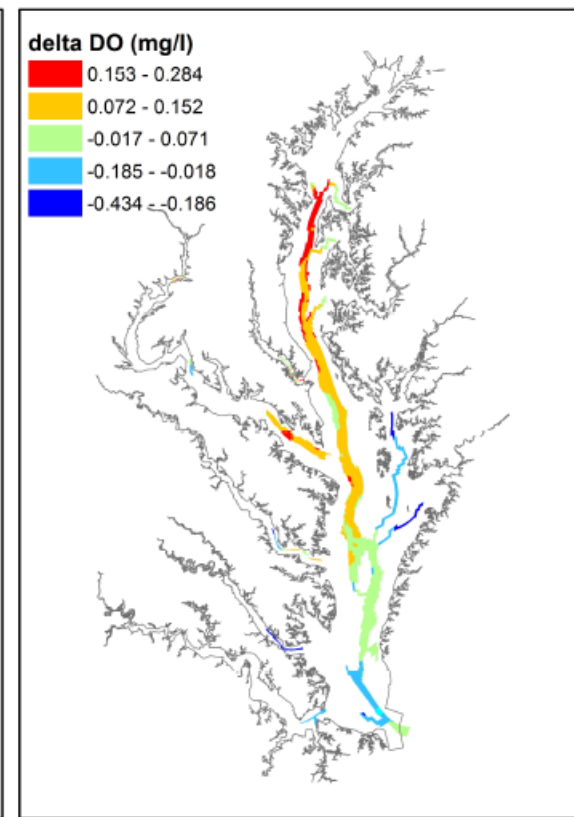 delta DO (mg/l)
0.153 - 0.284
0.072 - 0.152
-0.017 - 0.071
-0.185 - -0.018
-0.434 - -0.186